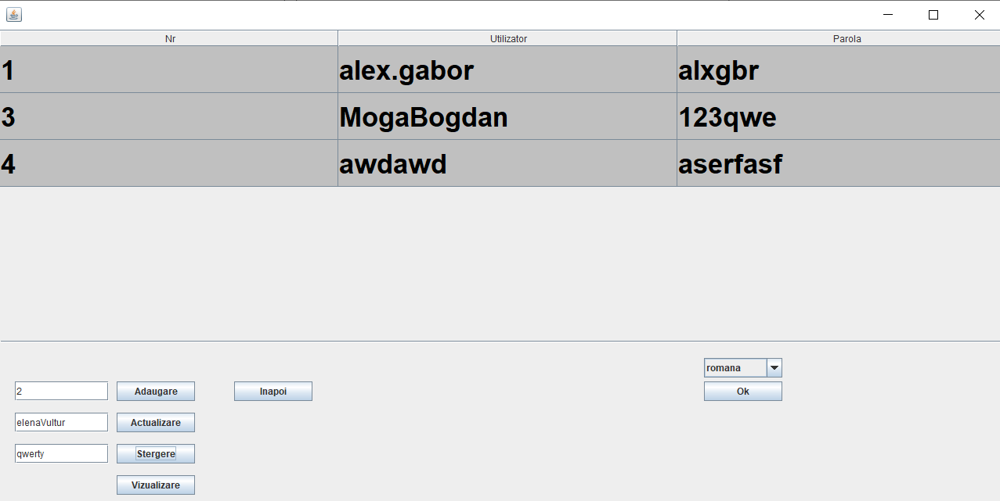 Nr Utilizator Parola
1 alex.gabor alxgbr
3 MogaBogdan 123qwe
4 awdawd aserfasf
romana
2 Adaugare Inapoi Ok
elenaVultur Actualizare
qwerty Stergere
Vizualizare